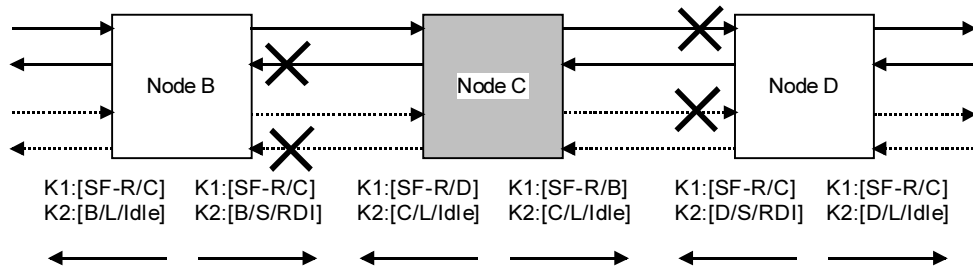 Node B
Node C
Node D
K1:[SF-R/C] K1:[SF-R/C] K1:[SF-R/D] K1:[SF-R/B] K1:[SF-R/C] K1:[SF-R/C]
K2:[B/L/Idle] K2:[B/S/RDI] K2:[C/L/Idle] K2:[C/L/Idle] K2:[D/S/RDI] K2:[D/L/Idle]